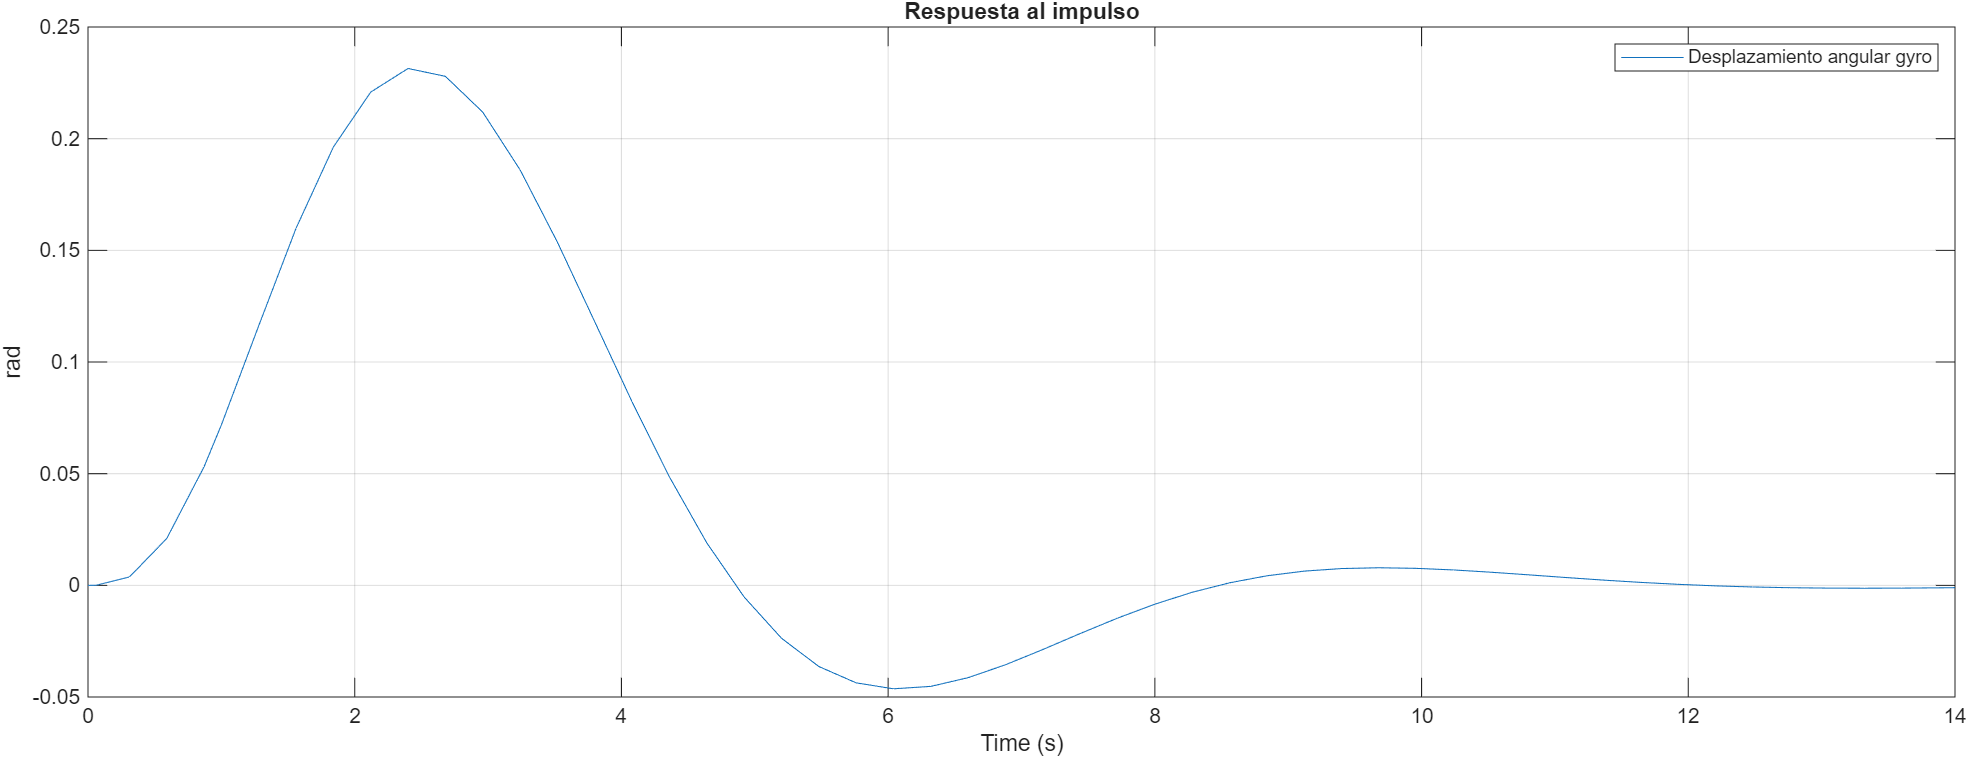 Respuesta al impulso
0.25
Desplazamiento angular gyro
0.2
0.15
0.1
0.05
0
-0.05
rad
0 2 4 6 8 10 12 14
Time (s)